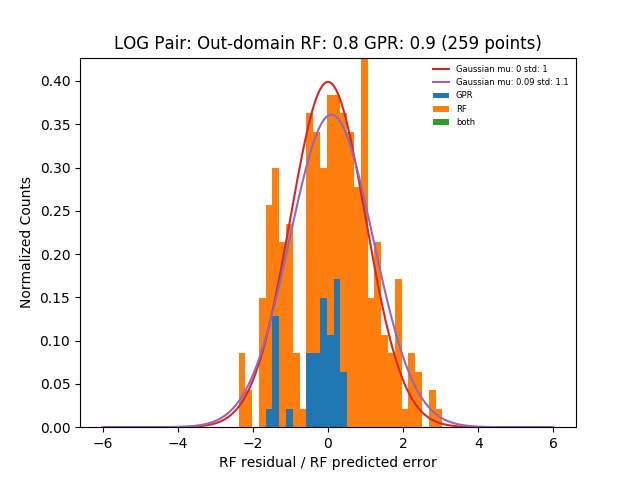 LOG Pair: Out-domain RF: 0.8 GPR: 0.9 (259 points)
Gaussian mu: 0 std: 1
Gaussian mu: 0.09 std: 1.1
GPR
RF
both
0.40
0.35
0.30
0.25
0.20
0.15
0.10
0.05
0.00
Normalized Counts
−6
−4
−2
0
2
4
6
RF residual / RF predicted error